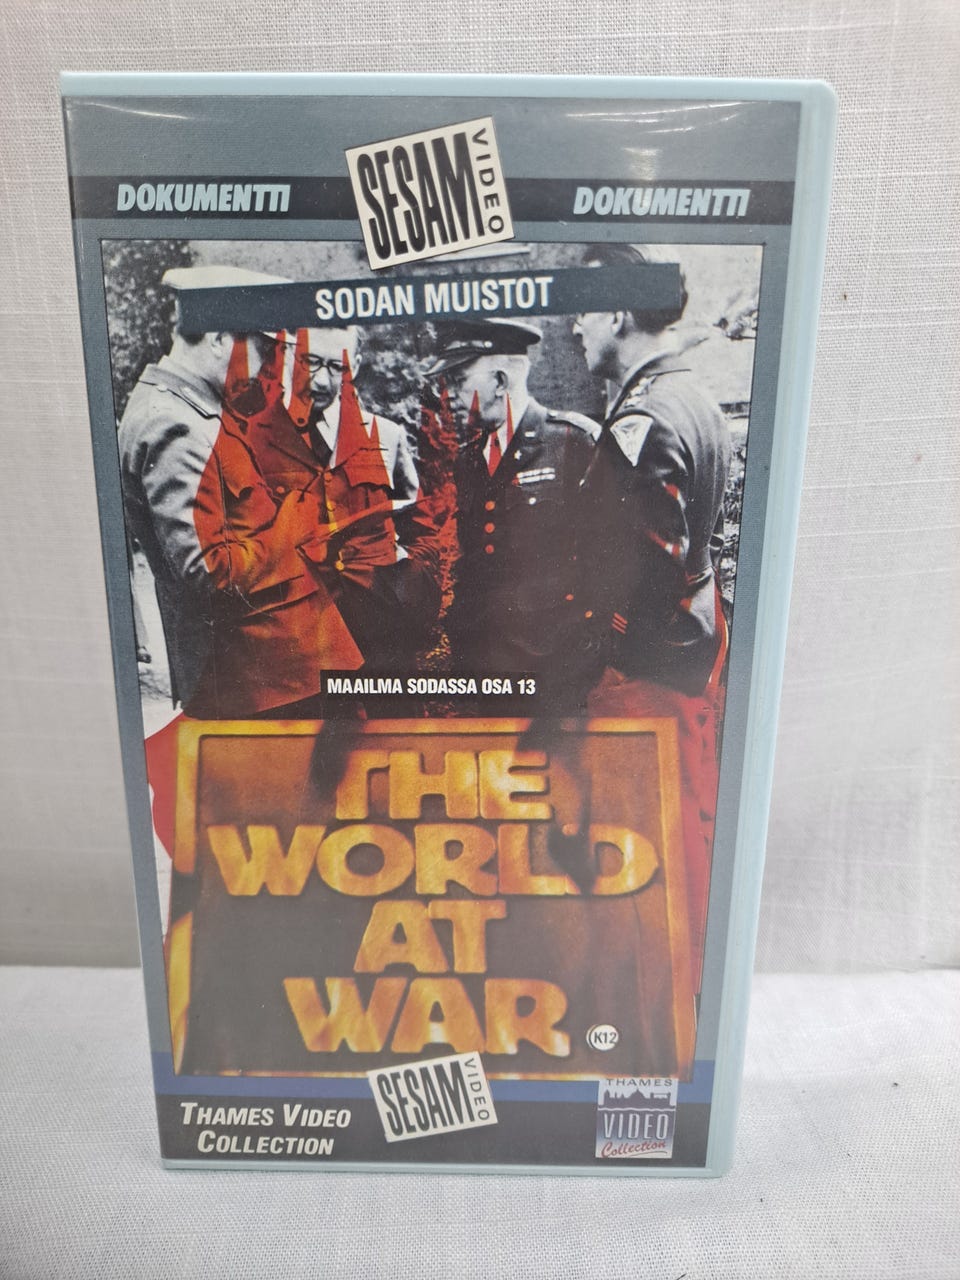 SESAM VIDEO
DOKUMENTTI DOKUMENTTI
SODAN MUISTOT
MAAILMA SODASSA OSA 13
THE
WORLD
AT
WAR
K12
SESAM VIDEO
THAMES VIDEO
COLLECTION
THAMES
VIDEO
Collection